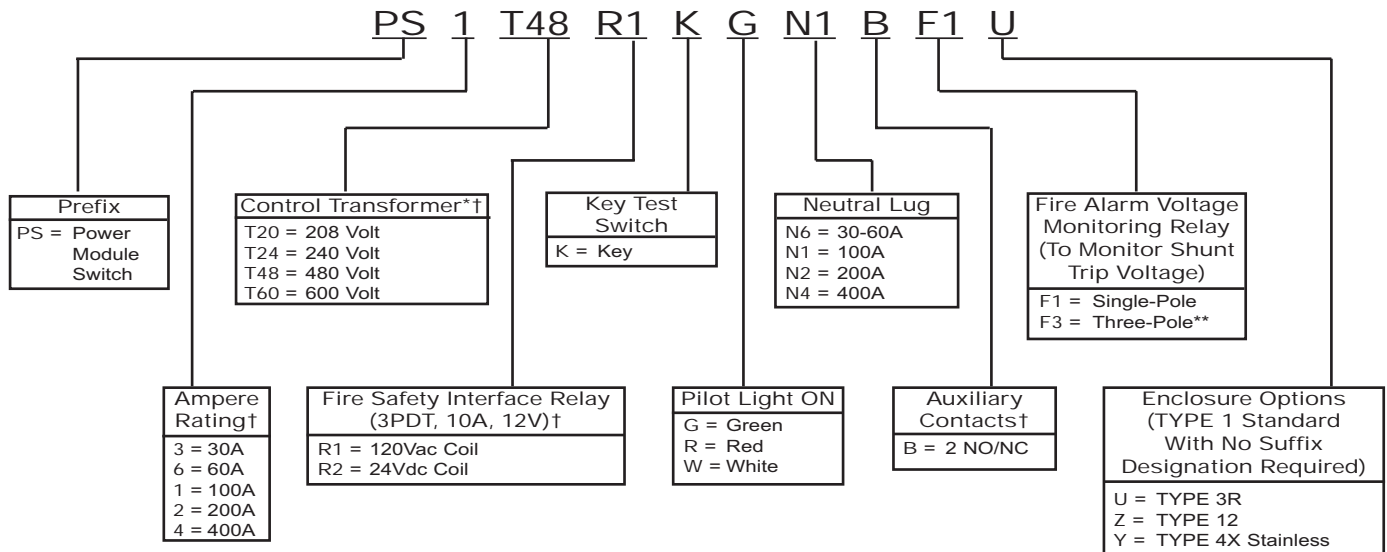 PS 1 T48 R1 K G N1 B F1 U
Prefix
PS = Power
Module
Switch
Control Transformer*†
T20 = 208 Volt
T24 = 240 Volt
T48 = 480 Volt
T60 = 600 Volt
Key Test
Switch
K = Key
Neutral Lug
N6 = 30-60A
N1 = 100A
N2 = 200A
N4 = 400A
Fire Alarm Voltage
Monitoring Relay
(To Monitor Shunt
Trip Voltage)
F1 = Single-Pole
F3 = Three-Pole**
Ampere
Rating†
3 = 30A
6 = 60A
1 = 100A
2 = 200A
4 = 400A
Fire Safety Interface Relay
(3PDT, 10A, 12V)†
R1 = 120Vac Coil
R2 = 24Vdc Coil
Pilot Light ON
G = Green
R = Red
W = White
Auxiliary
Contacts†
B = 2 NO/NC
Enclosure Options
(TYPE 1 Standard
With No Suffix
Designation Required)
U = TYPE 3R
Z = TYPE 12
Y = TYPE 4X Stainless